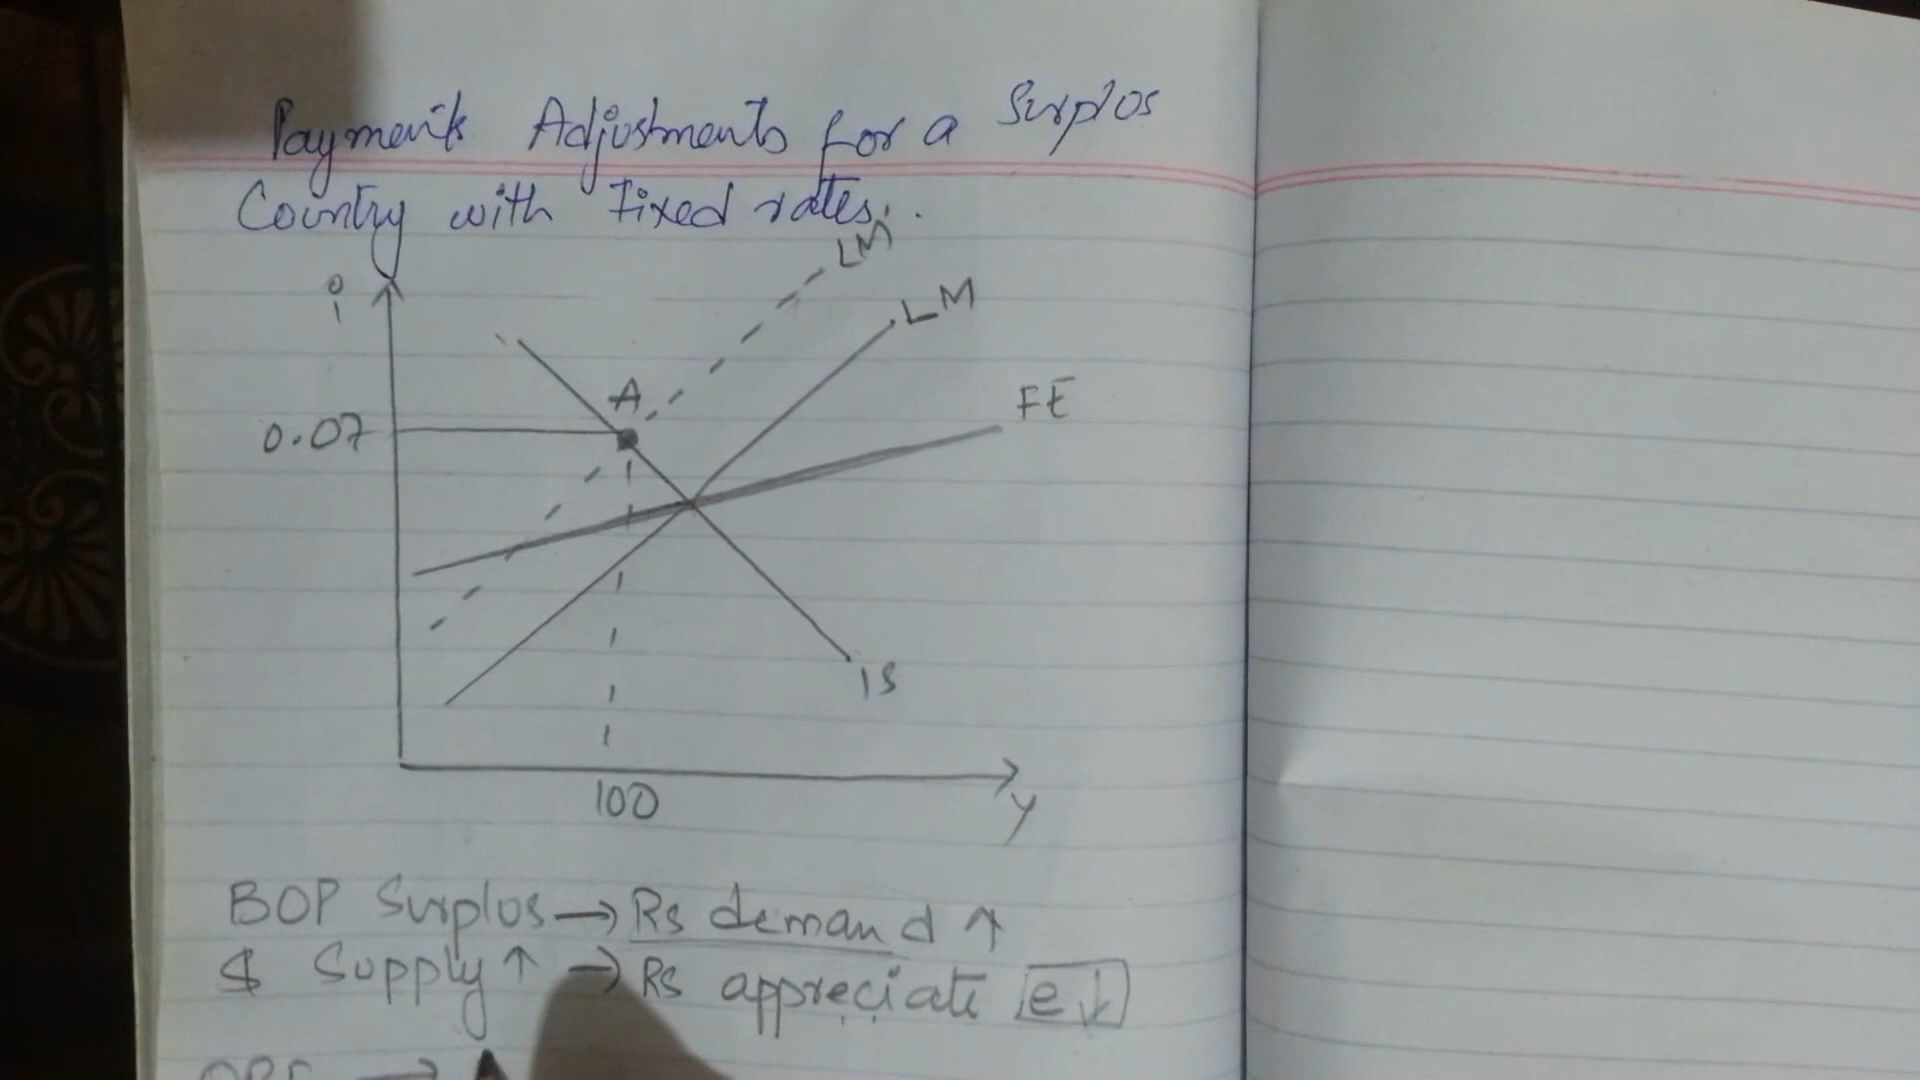 Payments Adjustments for a Surplus
Country with Fixed rates.
LM
i
LM
A
FE
0.07
IS
100
y
BOP Surplus → Rs demand ↑
$ Supply ↑ → Rs appreciate e↓